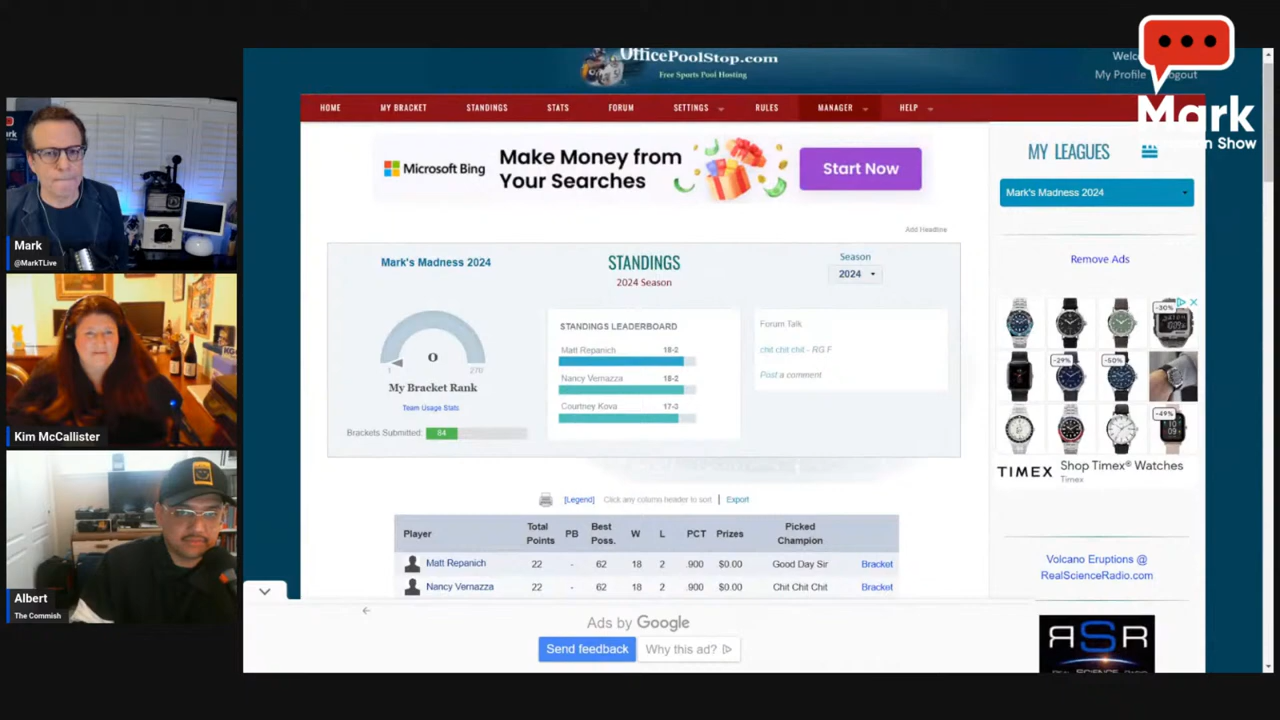 OfficePoolStop.com
Free Sports Pool Hosting
My Profile
HOME
MY BRACKET
STANDINGS
STATS
FORUM
SETTINGS
RULES
MANAGER
HELP
Mark
Show
Microsoft Bing
Make Money from
Your Searches
Start Now
MY LEAGUES
Mark's Madness 2024
Add Headline
Remove Ads
Mark's Madness 2024
STANDINGS
2024 Season
Season
2024
0
1
270
My Bracket Rank
Team Usage Stats
Brackets Submitted:
84
STANDINGS LEADERBOARD
Matt Repanich 18-2
Nancy Vernazza 18-2
Courtney Kova 17-3
Forum Talk
chit chit chit - RG F
Post a comment
-30%
-29%
-50%
-49%
TIMEX
Shop Timex® Watches
Timex
[Legend] Click any column header to sort | Export
Player Total Points PB Best Poss. W L PCT Prizes Picked Champion
Matt Repanich 22 - 62 18 2 .900 $0.00 Good Day Sir Bracket
Nancy Vernazza 22 - 62 18 2 .900 $0.00 Chit Chit Chit Bracket
Volcano Eruptions @
RealScienceRadio.com
RSR
Ads by Google
Send feedback
Why this ad?
Mark
@MarkTLive
Kim McCallister
Albert
The Commish